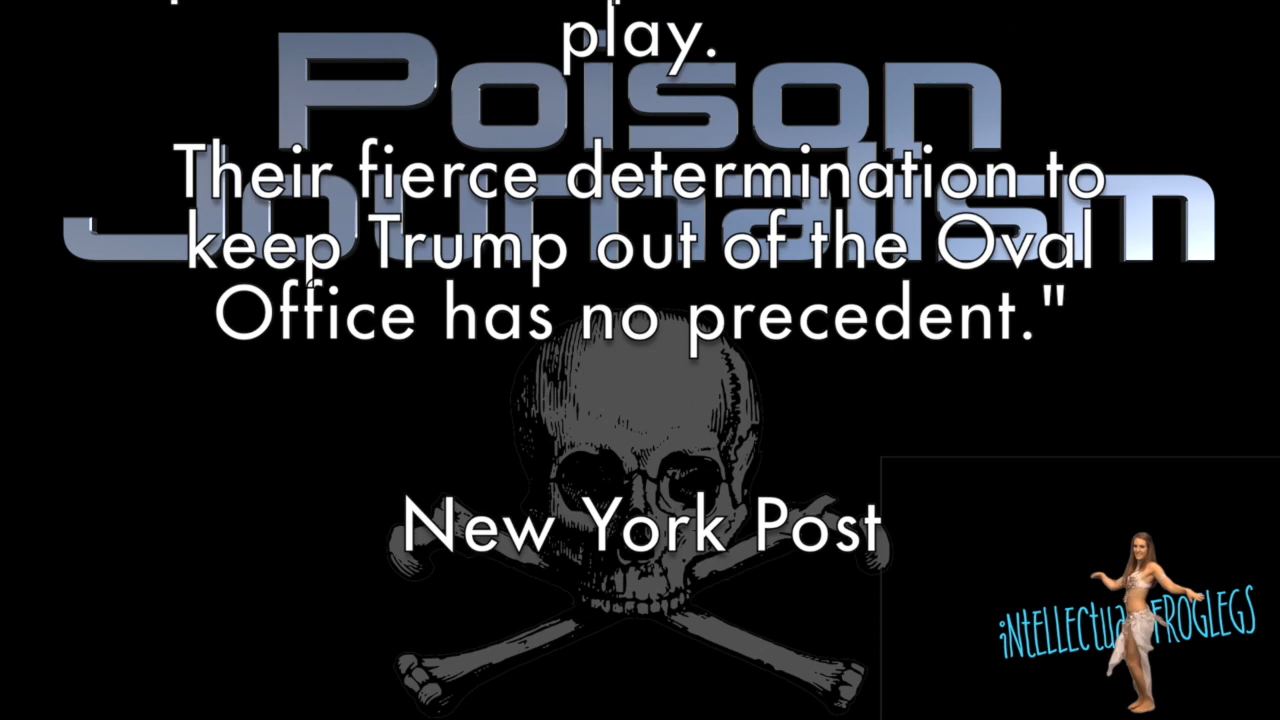 play.
Poison
Journalism
Their fierce determination to
keep Trump out of the Oval
Office has no precedent."
New York Post
iNtELLECtUA FROGLEGS